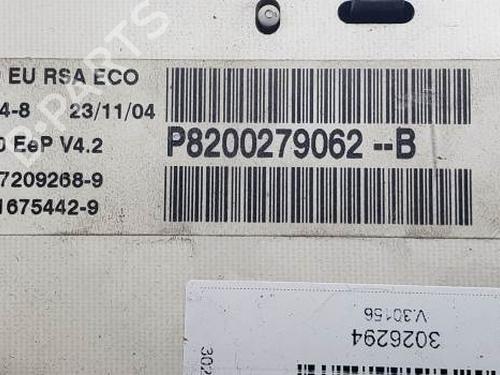 EU RSA ECO
4-8 23/11/04
0 EeP V4.2
7209268-9
1675442-9
P8200279062--B
3026294
V.30156
302
B-PARTS